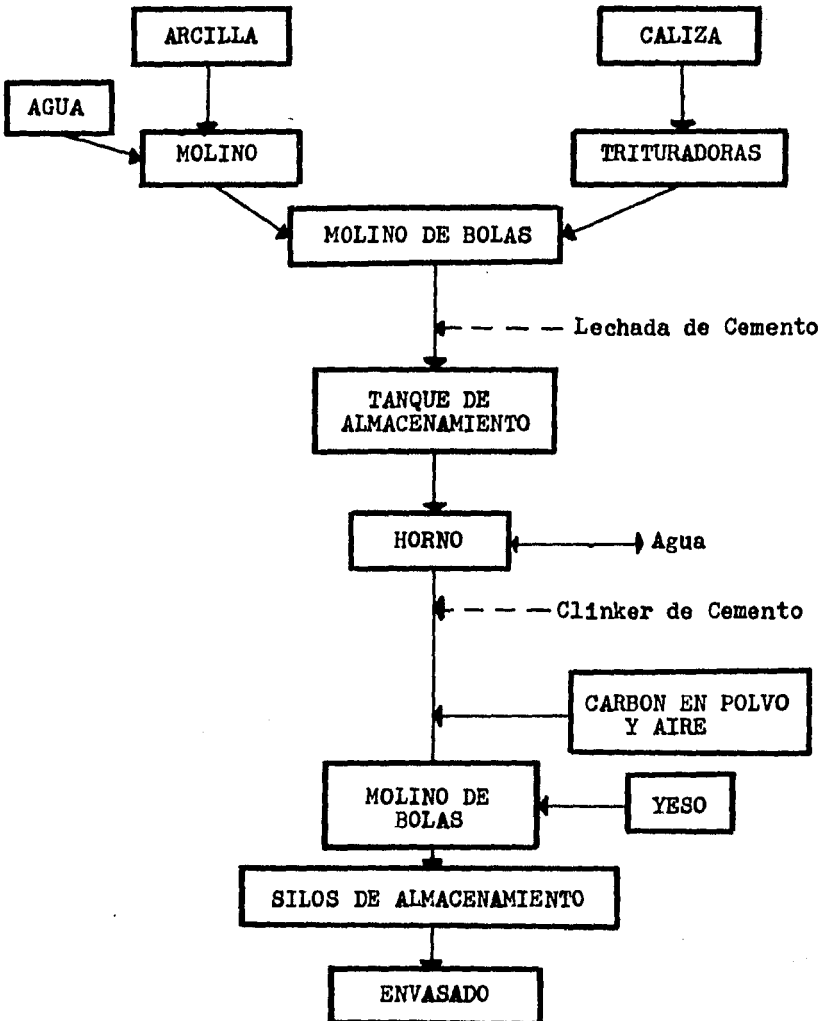 ARCILLA
CALIZA
AGUA
MOLINO
TRITURADORAS
MOLINO DE BOLAS
Lechada de Cemento
TANQUE DE
ALMACENAMIENTO
HORNO
Agua
Clinker de Cemento
CARBON EN POLVO
Y AIRE
MOLINO DE
BOLAS
YESO
SILOS DE ALMACENAMIENTO
ENVASADO